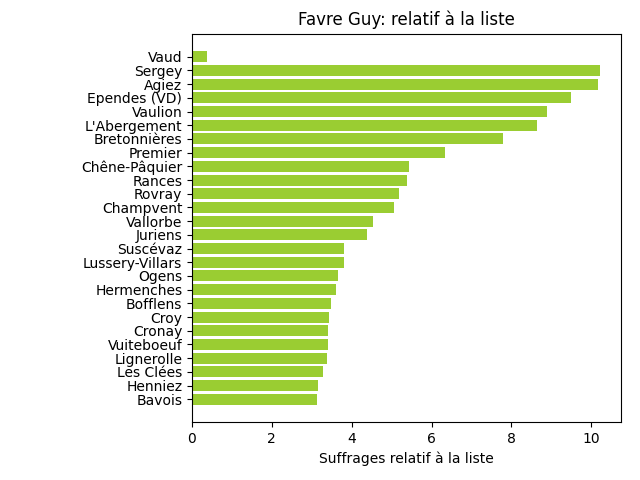 Favre Guy: relatif à la liste
Vaud
Sergey
Agiez
Ependes (VD)
Vaulion
L'Abergement
Bretonnières
Premier
Chêne-Pâquier
Rances
Rovray
Champvent
Vallorbe
Juriens
Suscévaz
Lussery-Villars
Ogens
Hermenches
Bofflens
Croy
Cronay
Vuiteboeuf
Lignerolle
Les Clées
Henniez
Bavois
0 2 4 6 8 10
Suffrages relatif à la liste